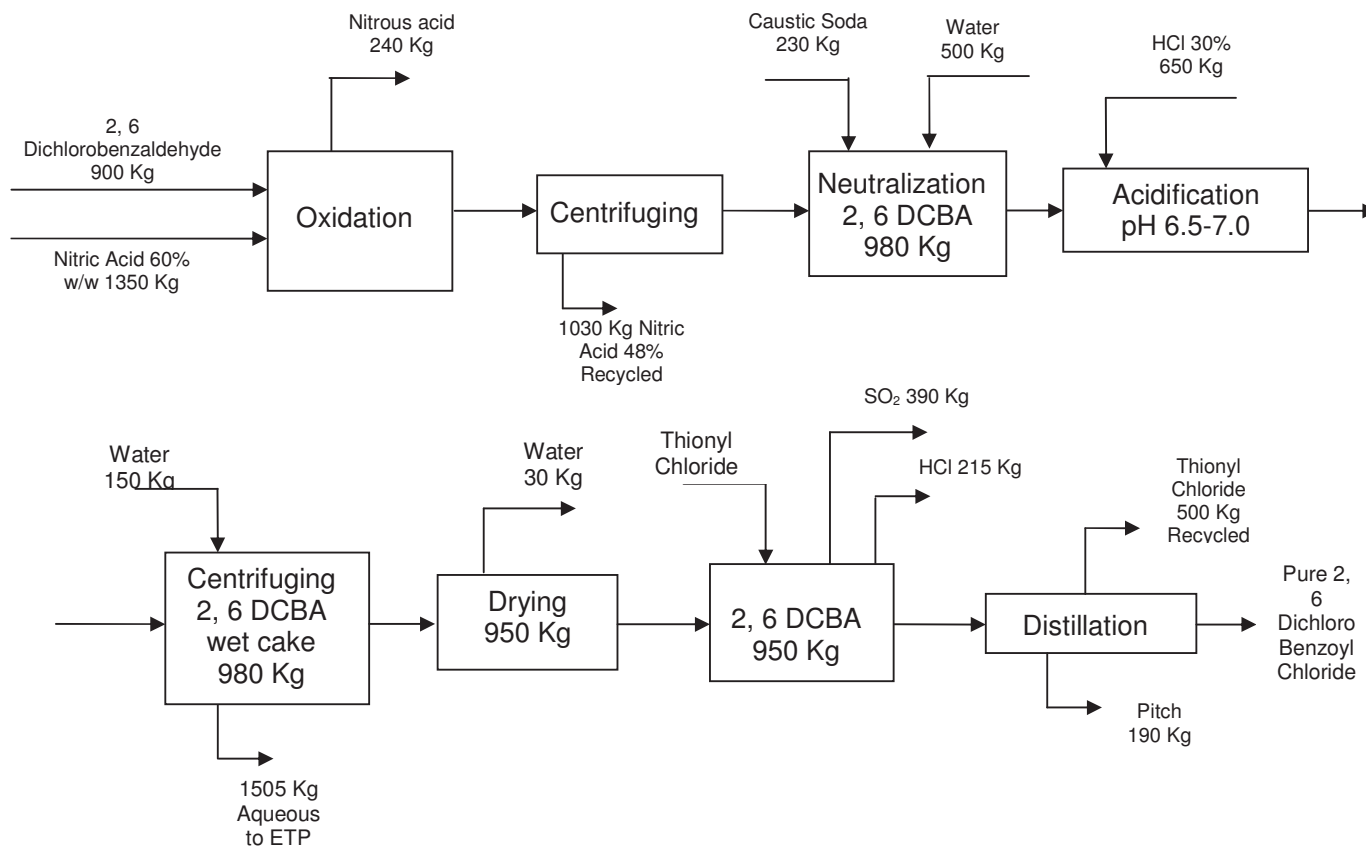 Nitrous acid
240 Kg
Caustic Soda
230 Kg
Water
500 Kg
HCl 30%
650 Kg
2, 6
Dichlorobenzaldehyde
900 Kg
Nitric Acid 60%
w/w 1350 Kg
Oxidation
Centrifuging
1030 Kg Nitric
Acid 48%
Recycled
Neutralization
2, 6 DCBA
980 Kg
Acidification
pH 6.5-7.0
Water
150 Kg
Centrifuging
2, 6 DCBA
wet cake
980 Kg
1505 Kg
Aqueous
to ETP
Water
30 Kg
Drying
950 Kg
Thionyl
Chloride
SO₂ 390 Kg
HCl 215 Kg
2, 6 DCBA
950 Kg
Distillation
Thionyl
Chloride
500 Kg
Recycled
Pitch
190 Kg
Pure 2,
6
Dichloro
Benzoyl
Chloride